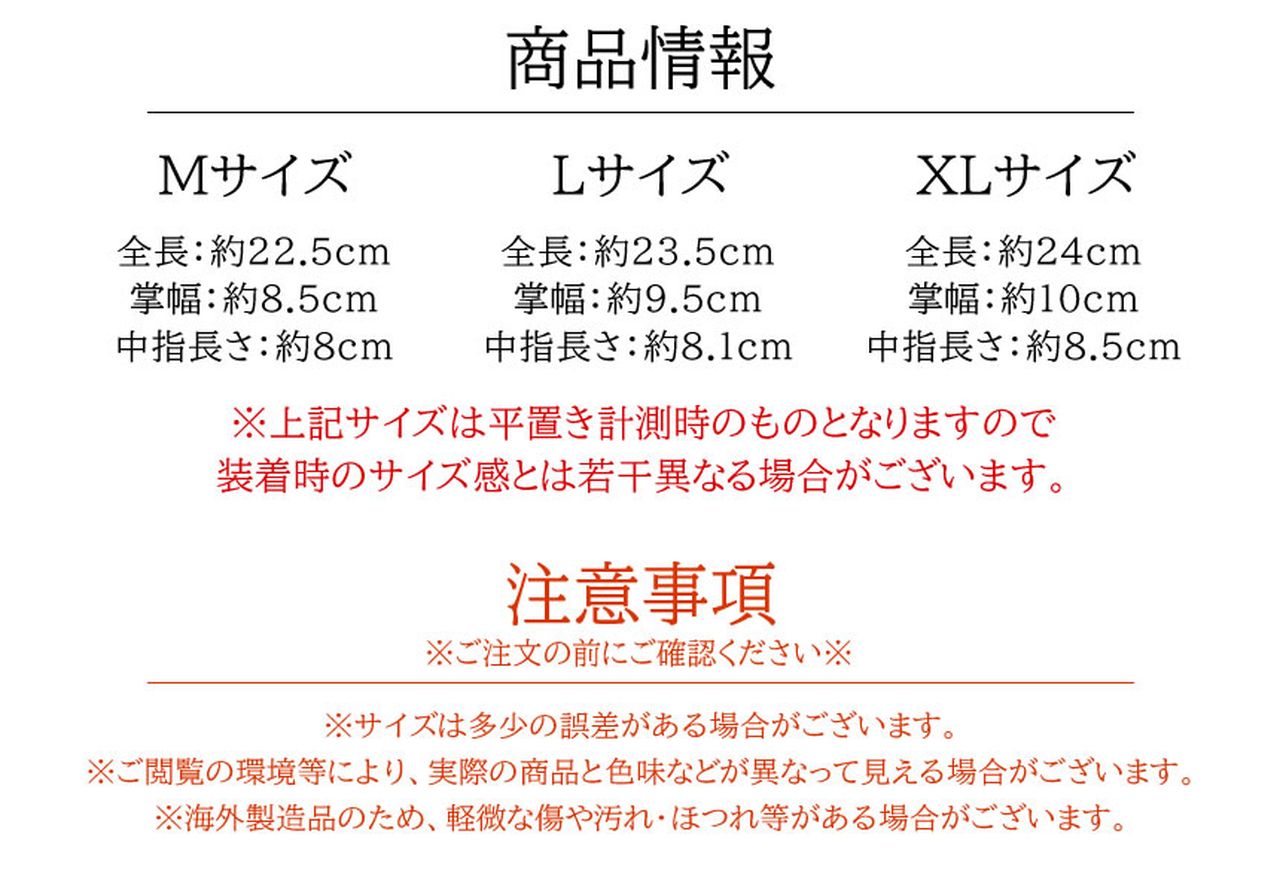 商品情報
Mサイズ
全長：約22.5cm
掌幅：約8.5cm
中指長さ：約8cm
Lサイズ
全長：約23.5cm
掌幅：約9.5cm
中指長さ：約8.1cm
XLサイズ
全長：約24cm
掌幅：約10cm
中指長さ：約8.5cm
※上記サイズは平置き計測時のものとなりますので
装着時のサイズ感とは若干異なる場合がございます。
注意事項
※ご注文の前にご確認ください※
※サイズは多少の誤差がある場合がございます。
※ご閲覧の環境等により、実際の商品と色味などが異なって見える場合がございます。
※海外製造品のため、軽微な傷や汚れ・ほつれ等がある場合がございます。